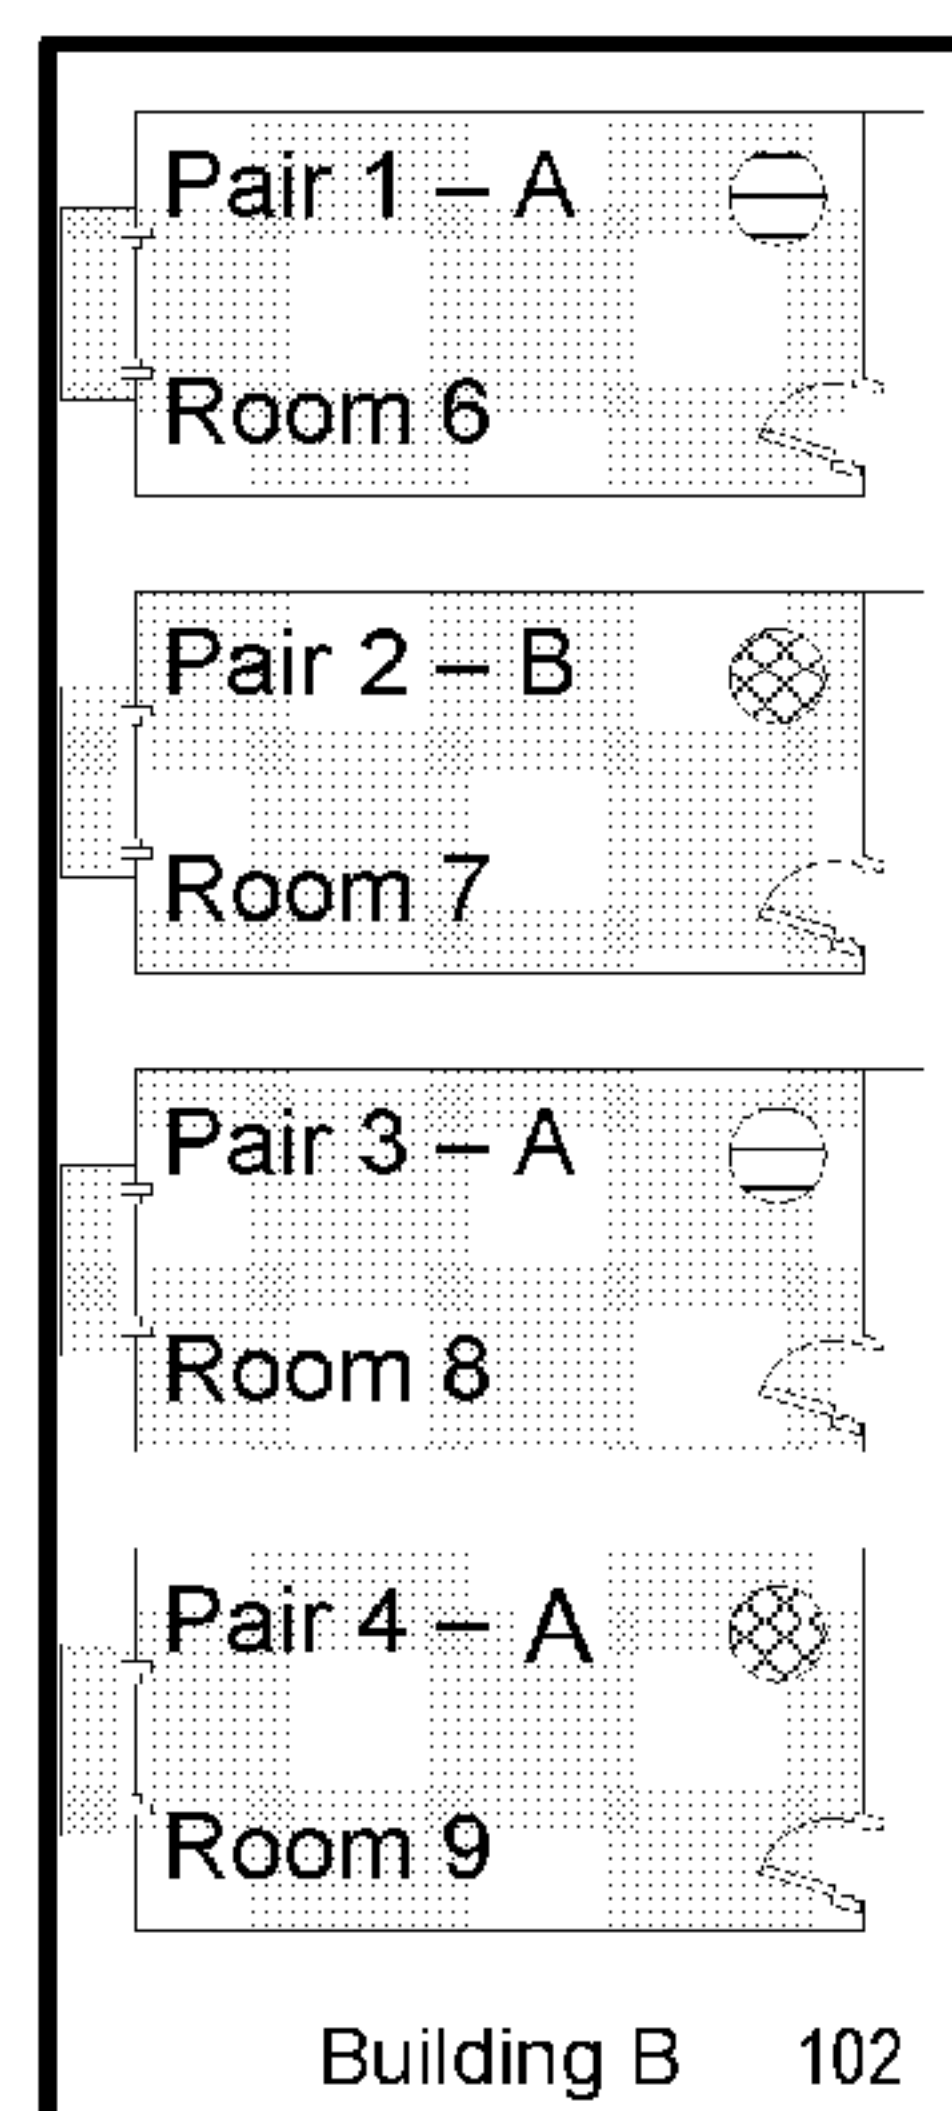 Pair 1 – A
Room 6
Pair 2 – B
Room 7
Pair 3 – A
Room 8
Pair 4 – A
Room 9
Building B 102